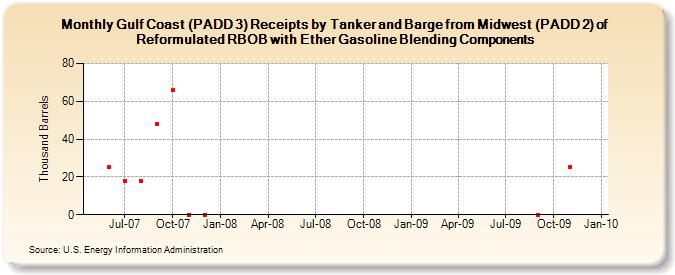 Monthly Gulf Coast (PADD 3) Receipts by Tanker and Barge from Midwest (PADD 2) of
Reformulated RBOB with Ether Gasoline Blending Components
Thousand Barrels
80
60
40
20
0
Jul-07 Oct-07 Jan-08 Apr-08 Jul-08 Oct-08 Jan-09 Apr-09 Jul-09 Oct-09 Jan-10
Source: U.S. Energy Information Administration